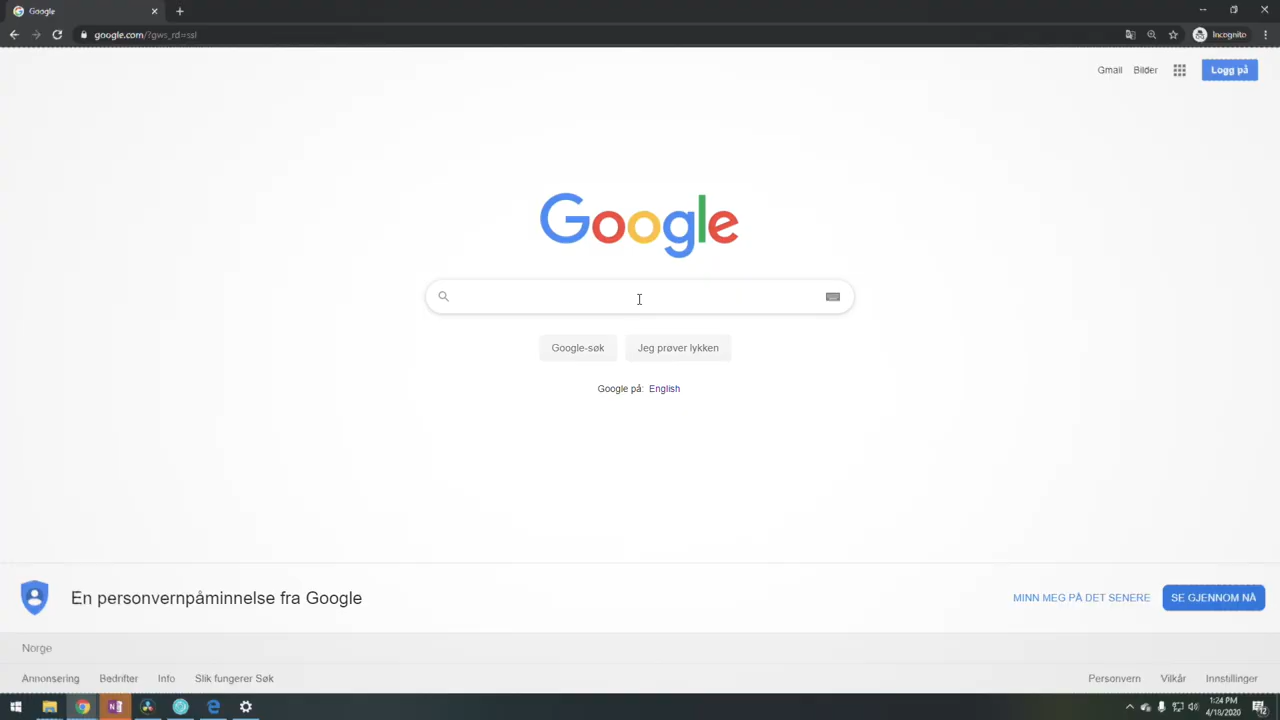 Google
google.com/?gws_rd=ssl
Incognito
Gmail Bilder Logg på
Google
Google-søk Jeg prøver lykken
Google på: English
En personvernpåminnelse fra Google
MINN MEG PÅ DET SENERE SE GJENNOM NÅ
Norge
Annonsering Bedrifter Info Slik fungerer Søk Personvern Vilkår Innstillinger
1:24 PM
4/18/2020
12